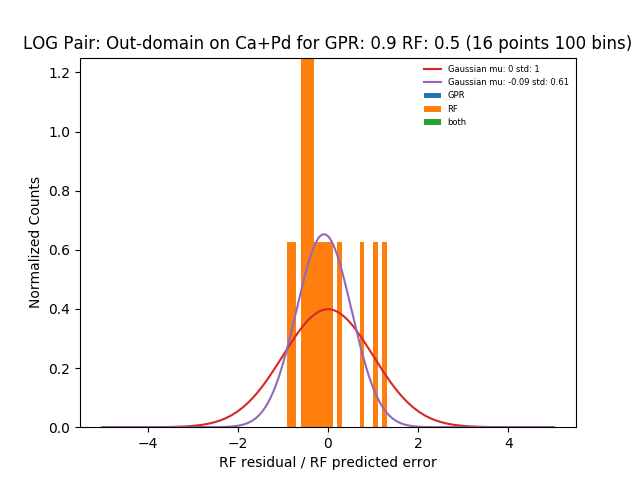 LOG Pair: Out-domain on Ca+Pd for GPR: 0.9 RF: 0.5 (16 points 100 bins)
Gaussian mu: 0 std: 1
Gaussian mu: -0.09 std: 0.61
GPR
RF
both
Normalized Counts
1.2
1.0
0.8
0.6
0.4
0.2
0.0
−4 −2 0 2 4
RF residual / RF predicted error